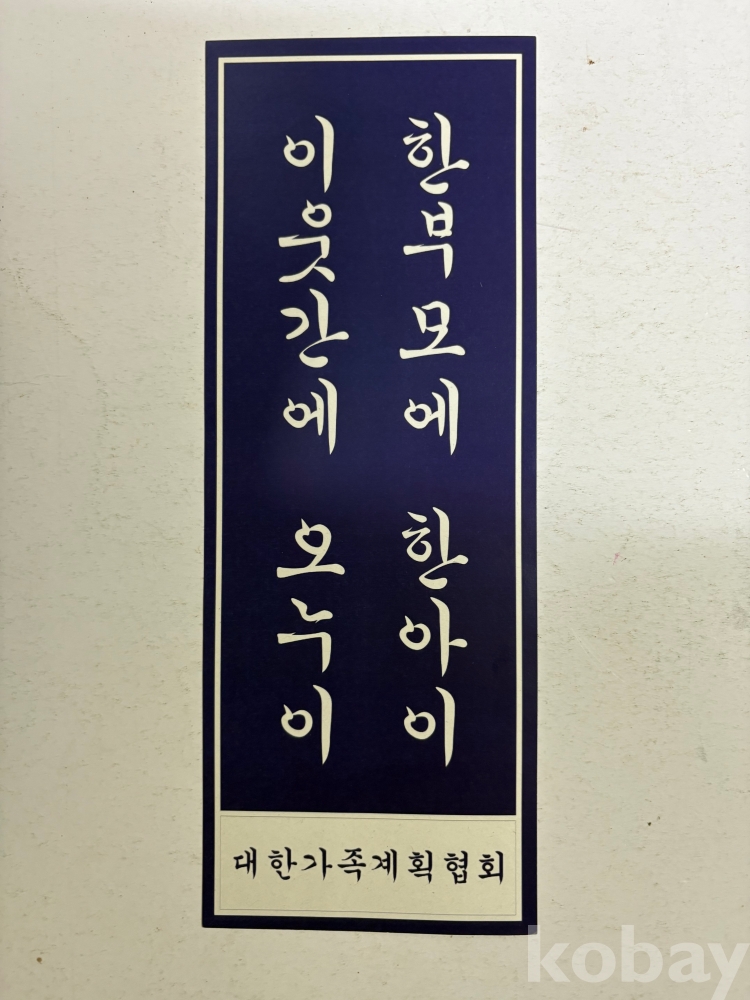 한부모에 한아이
이웃간에 오누이
대한가족계획협회
kobay